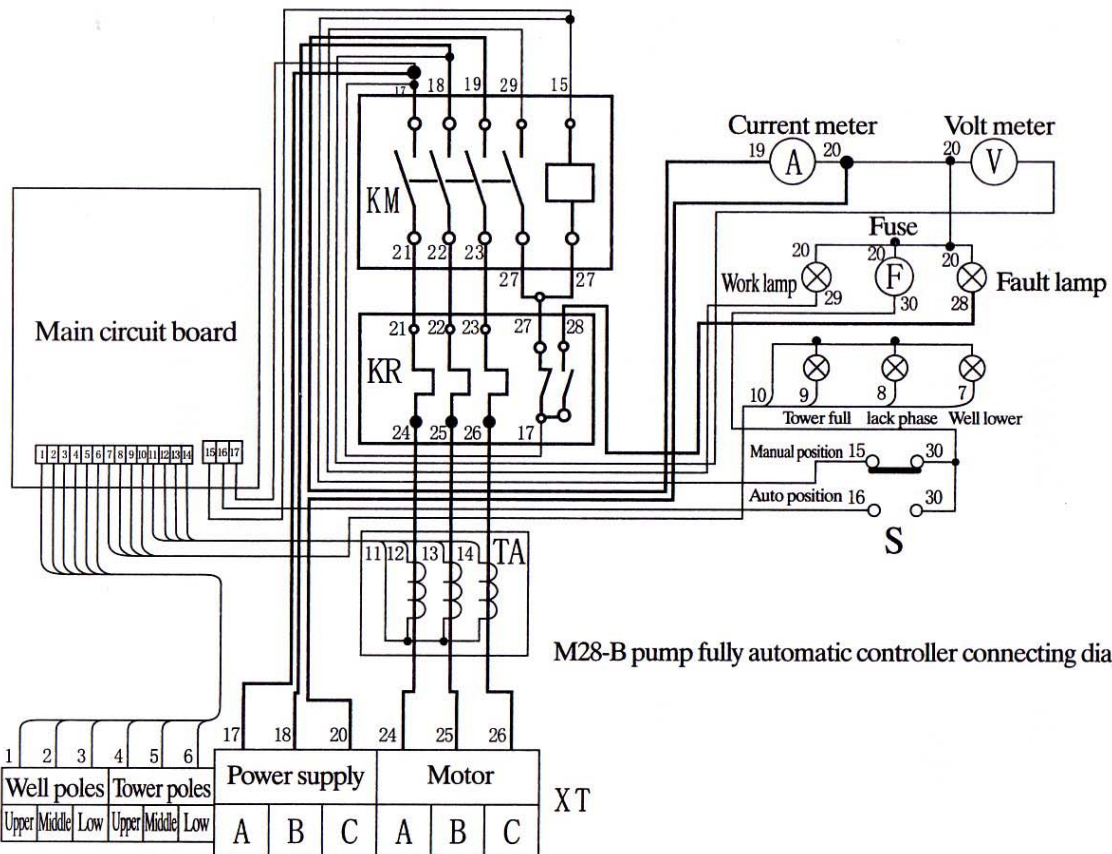 17 18 19 29 15
Current meter Volt meter
19 A 20 20 V
KM
Fuse
21 22 23
20 20 20
27 27
Work lamp F Fault lamp
29 30 28
Main circuit board
21 22 23 27 28
KR
10 9 8 7
Tower full lack phase Well lower
24 25 26 17
1 2 3 4 5 6 7 8 9 10 11 12 13 14 15 16 17
Manual position 15 30
Auto position 16 30
S
11 12 13 14 TA
M28-B pump fully automatic controller connecting dia
17 18 20 24 25 26
1 2 3 4 5 6
Well poles Tower poles Power supply Motor
XT
Upper Middle Low Upper Middle Low A B C A B C